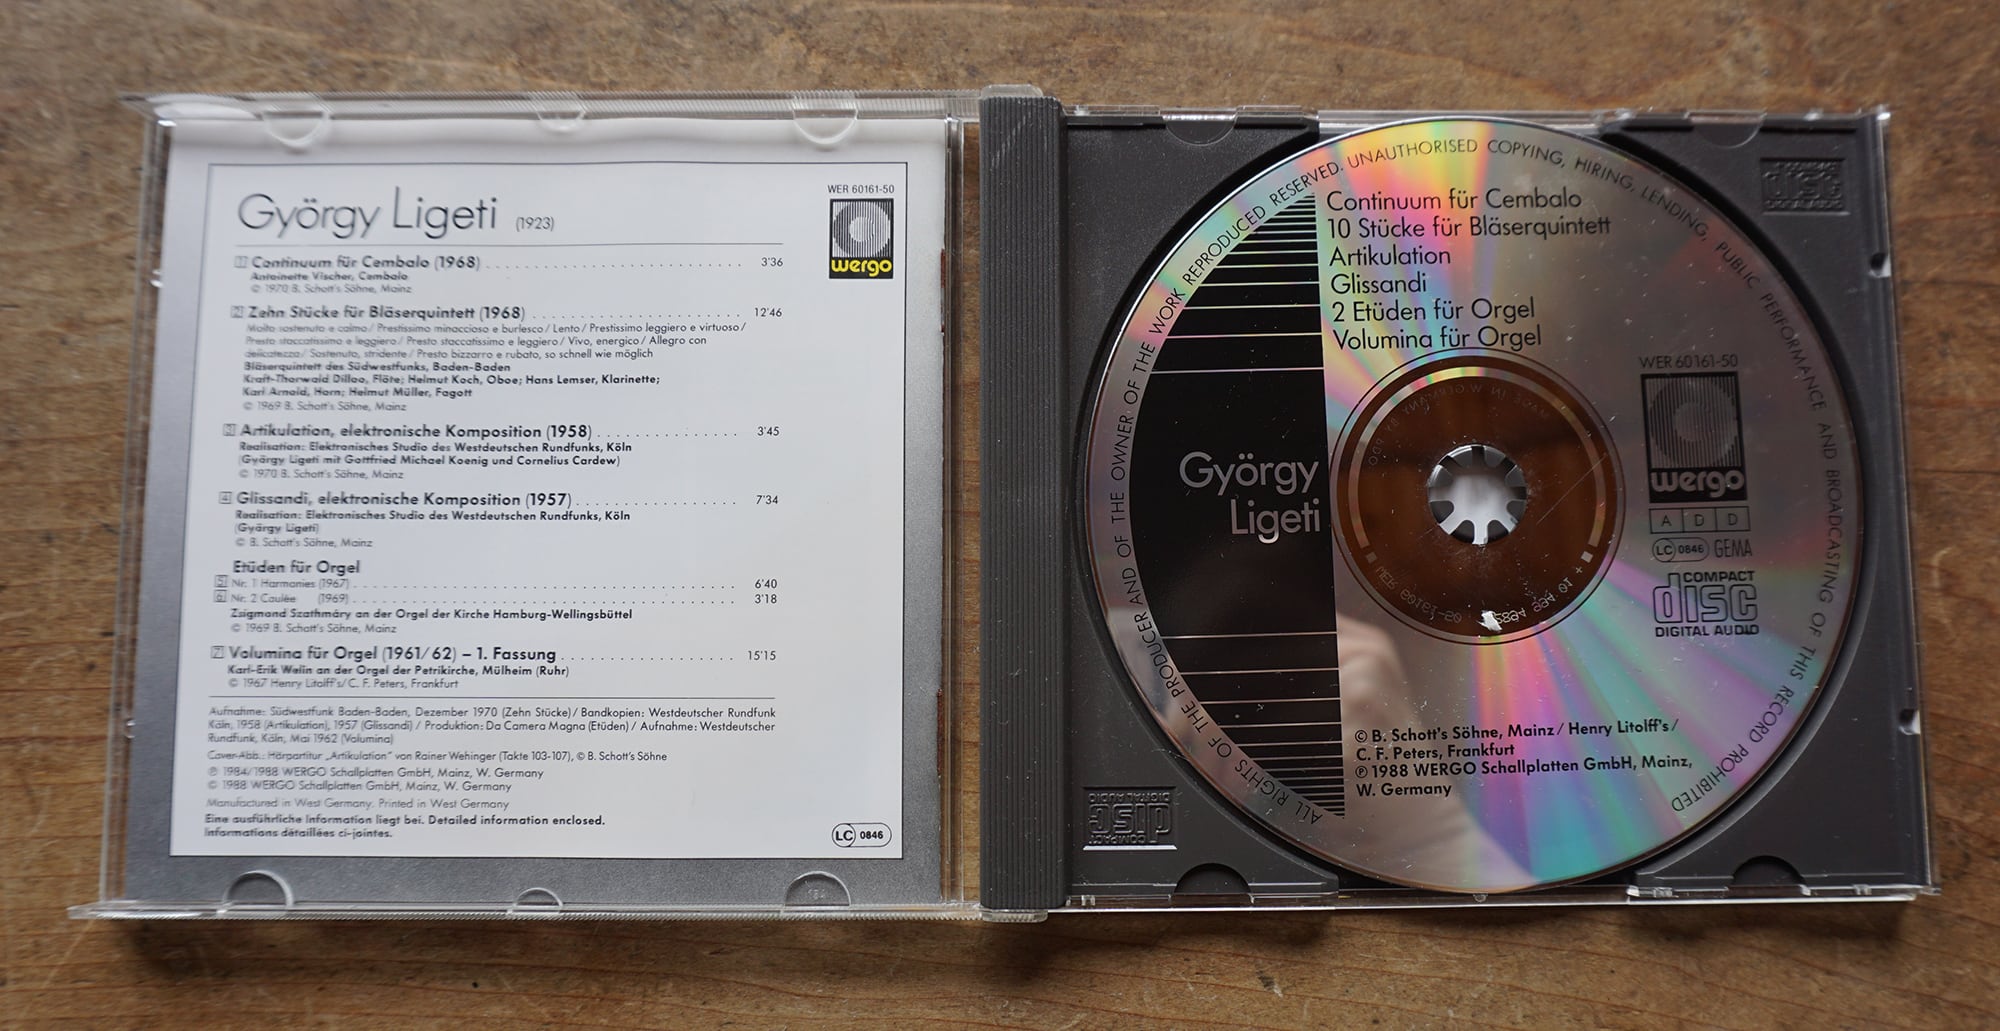 György Ligeti (1923)
WER 60161-50
wergo
1 Continuum für Cembalo (1968) 3'36
Antoinette Vischer, Cembalo
© 1970 B. Schott's Söhne, Mainz
2 Zehn Stücke für Bläserquintett (1968) 12'46
Molto sostenuto e calmo / Prestissimo minaccioso e burlesco / Lento / Prestissimo leggiero e virtuoso /
Presto staccatissimo e leggiero / Presto staccatissimo e leggiero / Vivo, energico / Allegro con
delicatezza / Sostenuto, stridente / Presto bizzarro e rubato, so schnell wie möglich
Bläserquintett des Südwestfunks, Baden-Baden
Kraft-Thorwald Dilloo, Flöte; Helmut Koch, Oboe; Hans Lemser, Klarinette;
Karl Arnold, Horn; Helmut Müller, Fagott
© 1969 B. Schott's Söhne, Mainz
3 Artikulation, elektronische Komposition (1958) 3'45
Realisation: Elektronisches Studio des Westdeutschen Rundfunks, Köln
(György Ligeti mit Gottfried Michael Koenig und Cornelius Cardew)
© 1970 B. Schott's Söhne, Mainz
4 Glissandi, elektronische Komposition (1957) 7'34
Realisation: Elektronisches Studio des Westdeutschen Rundfunks, Köln
(György Ligeti)
© B. Schott's Söhne, Mainz
Etüden für Orgel
5 Nr. 1 Harmonies (1967) 6'40
6 Nr. 2 Coulée (1969) 3'18
Zsigmond Szathmáry an der Orgel der Kirche Hamburg-Wellingsbüttel
© 1969 B. Schott's Söhne, Mainz
7 Volumina für Orgel (1961/62) – 1. Fassung 15'15
Karl-Erik Welin an der Orgel der Petrikirche, Mülheim (Ruhr)
© 1967 Henry Litolff's/C. F. Peters, Frankfurt
Aufnahme: Südwestfunk Baden-Baden, Dezember 1970 (Zehn Stücke) / Bandkopien: Westdeutscher Rundfunk
Köln, 1958 (Artikulation), 1957 (Glissandi) / Produktion: Da Camera Magna (Etüden) / Aufnahme: Westdeutscher
Rundfunk, Köln, Mai 1962 (Volumina)
Cover-Abb.: Hörpartitur „Artikulation" von Rainer Wehinger (Takte 103-107), © B. Schott's Söhne
℗ 1984/1988 WERGO Schallplatten GmbH, Mainz, W. Germany
© 1988 WERGO Schallplatten GmbH, Mainz, W. Germany
Manufactured in West Germany. Printed in West Germany
Eine ausführliche Information liegt bei. Detailed information enclosed.
Informations détaillées ci-jointes.
LC 0846
ALL RIGHTS OF THE PRODUCER AND OF THE OWNER OF THE WORK REPRODUCED RESERVED. UNAUTHORISED COPYING, HIRING, LENDING, PUBLIC PERFORMANCE AND BROADCASTING OF THIS RECORD PROHIBITED
Continuum für Cembalo
10 Stücke für Bläserquintett
Artikulation
Glissandi
2 Etüden für Orgel
Volumina für Orgel
György
Ligeti
WER 60161-50
wergo
A D D
LC 0846 GEMA
COMPACT
disc
DIGITAL AUDIO
MADE IN W. GERMANY BY PDO
WER 60161-50
© B. Schott's Söhne, Mainz / Henry Litolff's /
C. F. Peters, Frankfurt
℗ 1988 WERGO Schallplatten GmbH, Mainz,
W. Germany
COMPACT
disc
DIGITAL AUDIO
COMPACT
disc
DIGITAL AUDIO